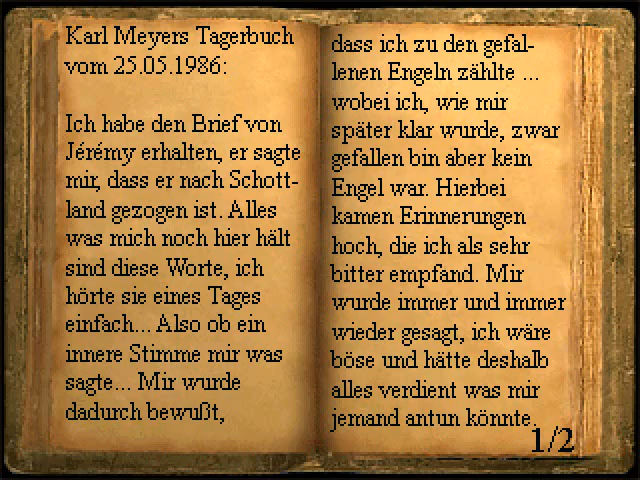 Karl Meyers Tagerbuch
vom 25.05.1986:
Ich habe den Brief von
Jérémy erhalten, er sagte
mir, dass er nach Schott-
land gezogen ist. Alles
was mich noch hier hält
sind diese Worte, ich
hörte sie eines Tages
einfach... Also ob ein
innere Stimme mir was
sagte... Mir wurde
dadurch bewußt,
dass ich zu den gefal-
lenen Engeln zählte ...
wobei ich, wie mir
später klar wurde, zwar
gefallen bin aber kein
Engel war. Hierbei
kamen Erinnerungen
hoch, die ich als sehr
bitter empfand. Mir
wurde immer und immer
wieder gesagt, ich wäre
böse und hätte deshalb
alles verdient was mir
jemand antun könnte.
1/2